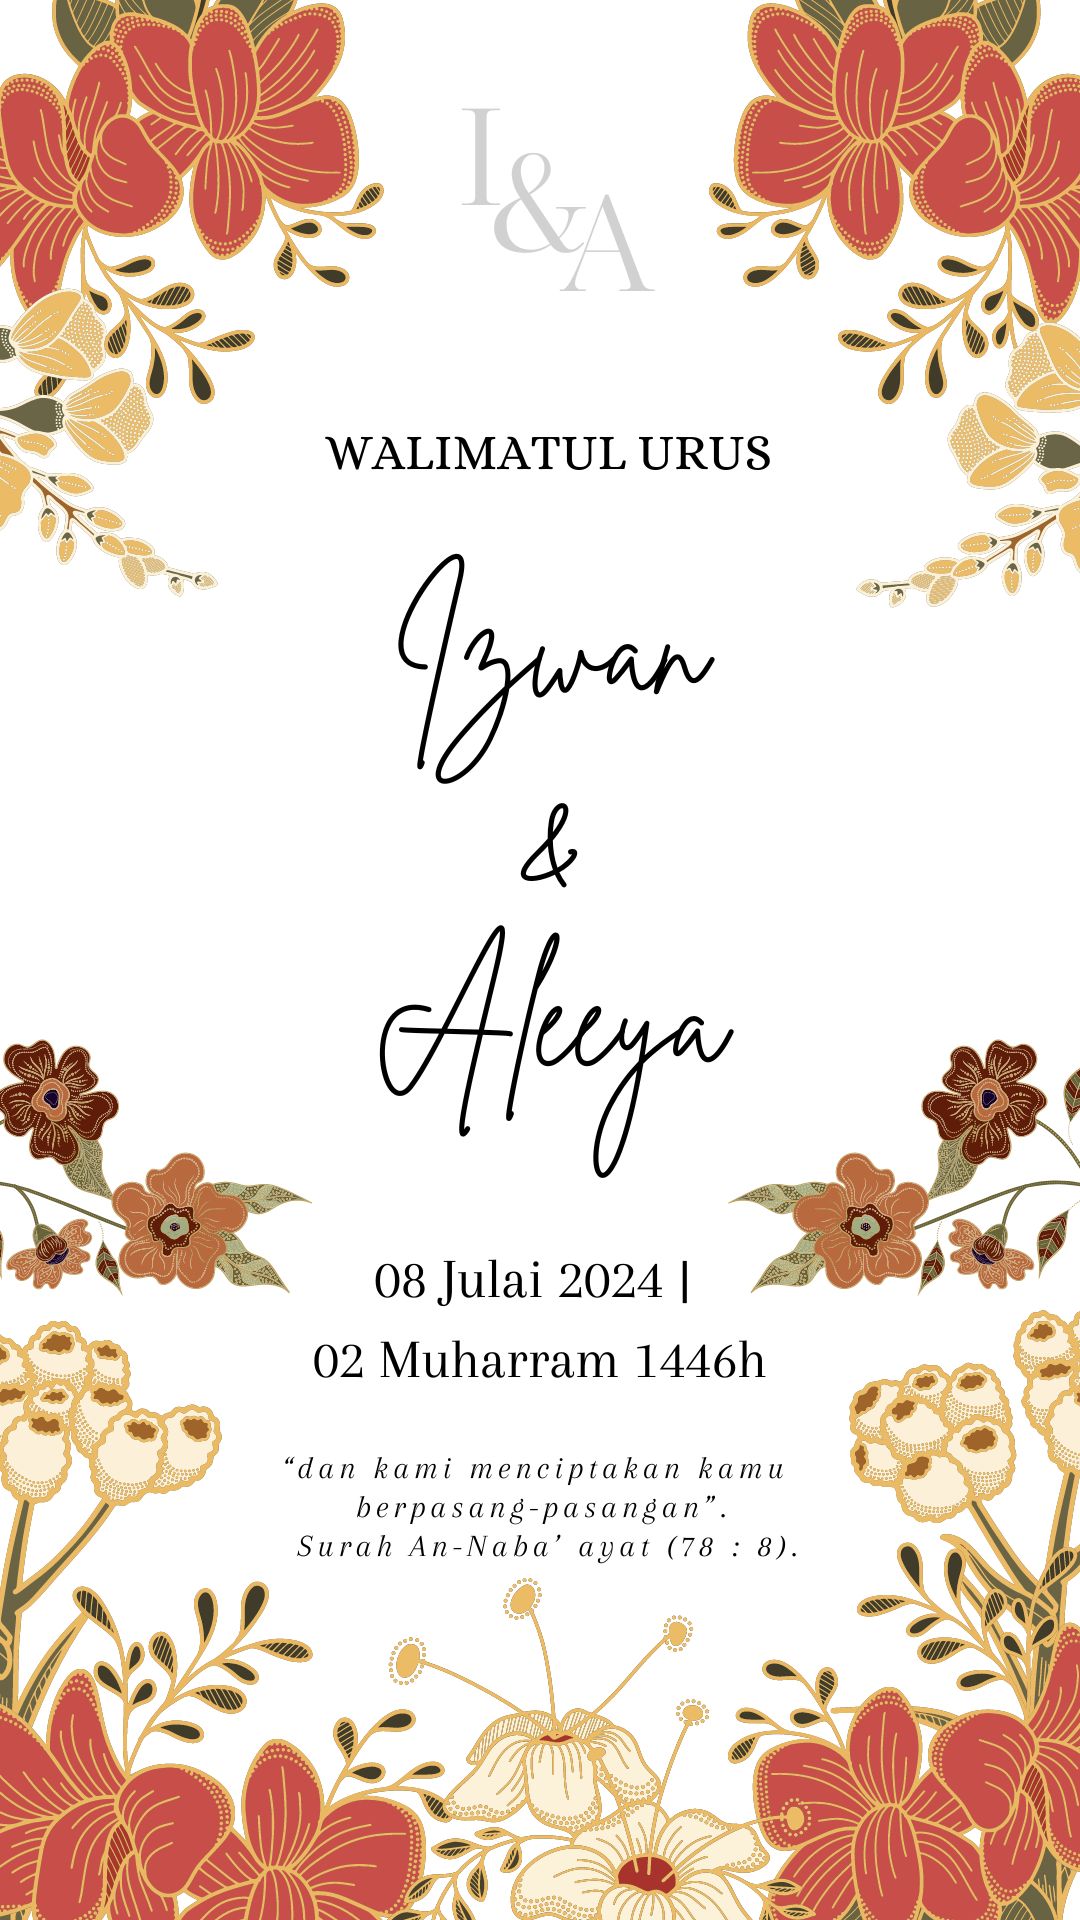 I&A
WALIMATUL URUS
Izwan
&
Aleeya
08 Julai 2024 |
02 Muharram 1446h
“dan kami menciptakan kamu
berpasang-pasangan”.
Surah An-Naba’ ayat (78 : 8).